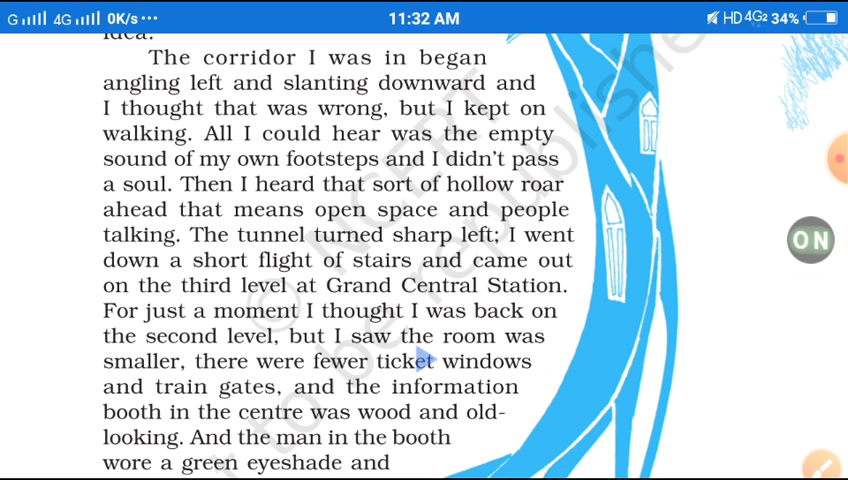 G 4G 0K/s ••• 11:32 AM HD 4G2 34%
idea.
The corridor I was in began
angling left and slanting downward and
I thought that was wrong, but I kept on
walking. All I could hear was the empty
sound of my own footsteps and I didn't pass
a soul. Then I heard that sort of hollow roar
ahead that means open space and people
talking. The tunnel turned sharp left; I went
down a short flight of stairs and came out
on the third level at Grand Central Station.
For just a moment I thought I was back on
the second level, but I saw the room was
smaller, there were fewer ticket windows
and train gates, and the information
booth in the centre was wood and old-
looking. And the man in the booth
wore a green eyeshade and
ON
© NCERT
not to be republished